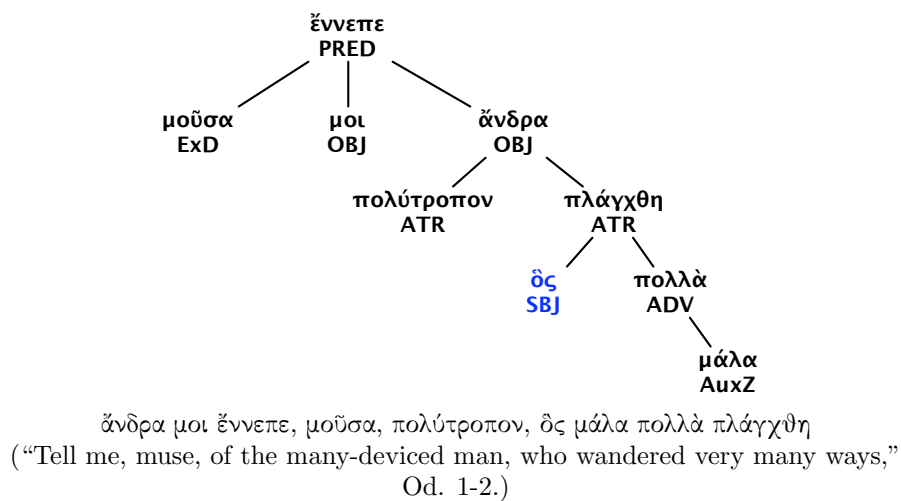 ἔννεπε
PRED
μοῦσα μοι ἄνδρα
ExD OBJ OBJ
πολύτροπον πλάγχθη
ATR ATR
ὃς πολλὰ
SBJ ADV
μάλα
AuxZ
ἄνδρα μοι ἔννεπε, μοῦσα, πολύτροπον, ὃς μάλα πολλὰ πλάγχθη
(“Tell me, muse, of the many-deviced man, who wandered very many ways,”
Od. 1-2.)